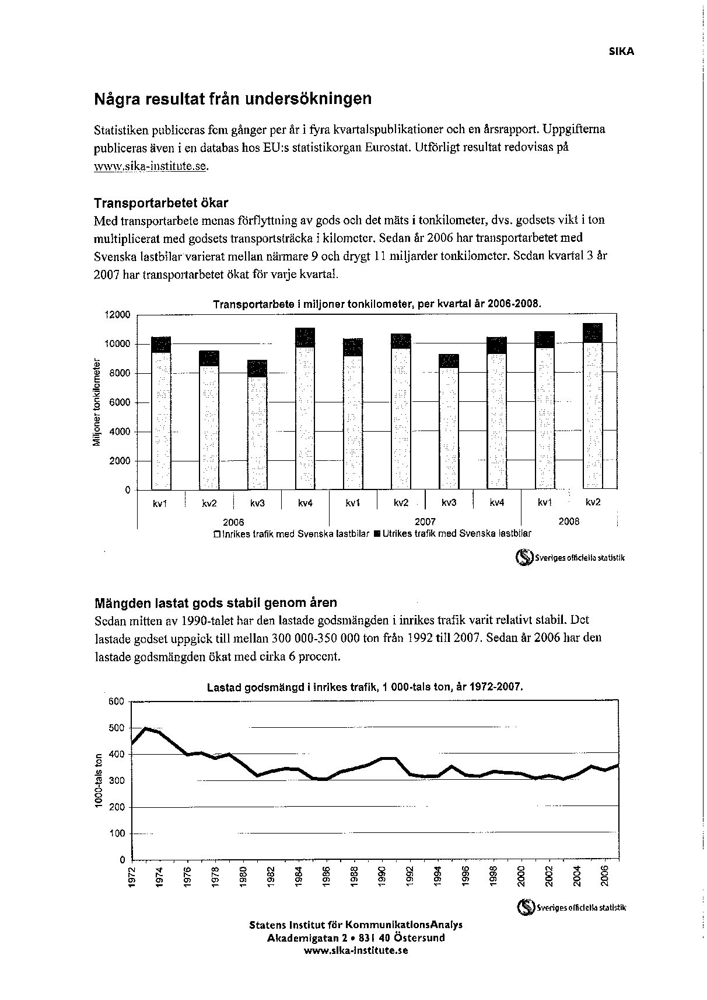 SIKA
Några resultat från undersökningen
Statistiken publiceras fem gånger per år i fyra kvartalspublikationer och en årsrapport. Uppgifterna
publiceras även i en databas hos EU:s statistikorgan Eurostat. Utförligt resultat redovisas på
www.sika-institute.se.
Transportarbetet ökar
Med transportarbete menas förflyttning av gods och det mäts i tonkilometer, dvs. godsets vikt i ton
multiplicerat med godsets transportsträcka i kilometer. Sedan år 2006 har transportarbetet med
Svenska lastbilar varierat mellan närmare 9 och drygt 11 miljarder tonkilometer. Sedan kvartal 3 år
2007 har transportarbetet ökat för varje kvartal.
Transportarbete i miljoner tonkilometer, per kvartal år 2006-2008.
Miljoner tonkilometer
12000
10000
8000
6000
4000
2000
0
kv1 kv2 kv3 kv4 kv1 kv2 kv3 kv4 kv1 kv2
2006 2007 2008
Inrikes trafik med Svenska lastbilar Utrikes trafik med Svenska lastbilar
Sveriges officiella statistik
Mängden lastat gods stabil genom åren
Sedan mitten av 1990-talet har den lastade godsmängden i inrikes trafik varit relativt stabil. Det
lastade godset uppgick till mellan 300 000-350 000 ton från 1992 till 2007. Sedan år 2006 har den
lastade godsmängden ökat med cirka 6 procent.
Lastad godsmängd i inrikes trafik, 1 000-tals ton, år 1972-2007.
1000-tals ton
600
500
400
300
200
100
0
1972 1974 1976 1978 1980 1982 1984 1986 1988 1990 1992 1994 1996 1998 2000 2002 2004 2006
Sveriges officiella statistik
Statens Institut för KommunikationsAnalys
Akademigatan 2 • 831 40 Östersund
www.sika-institute.se